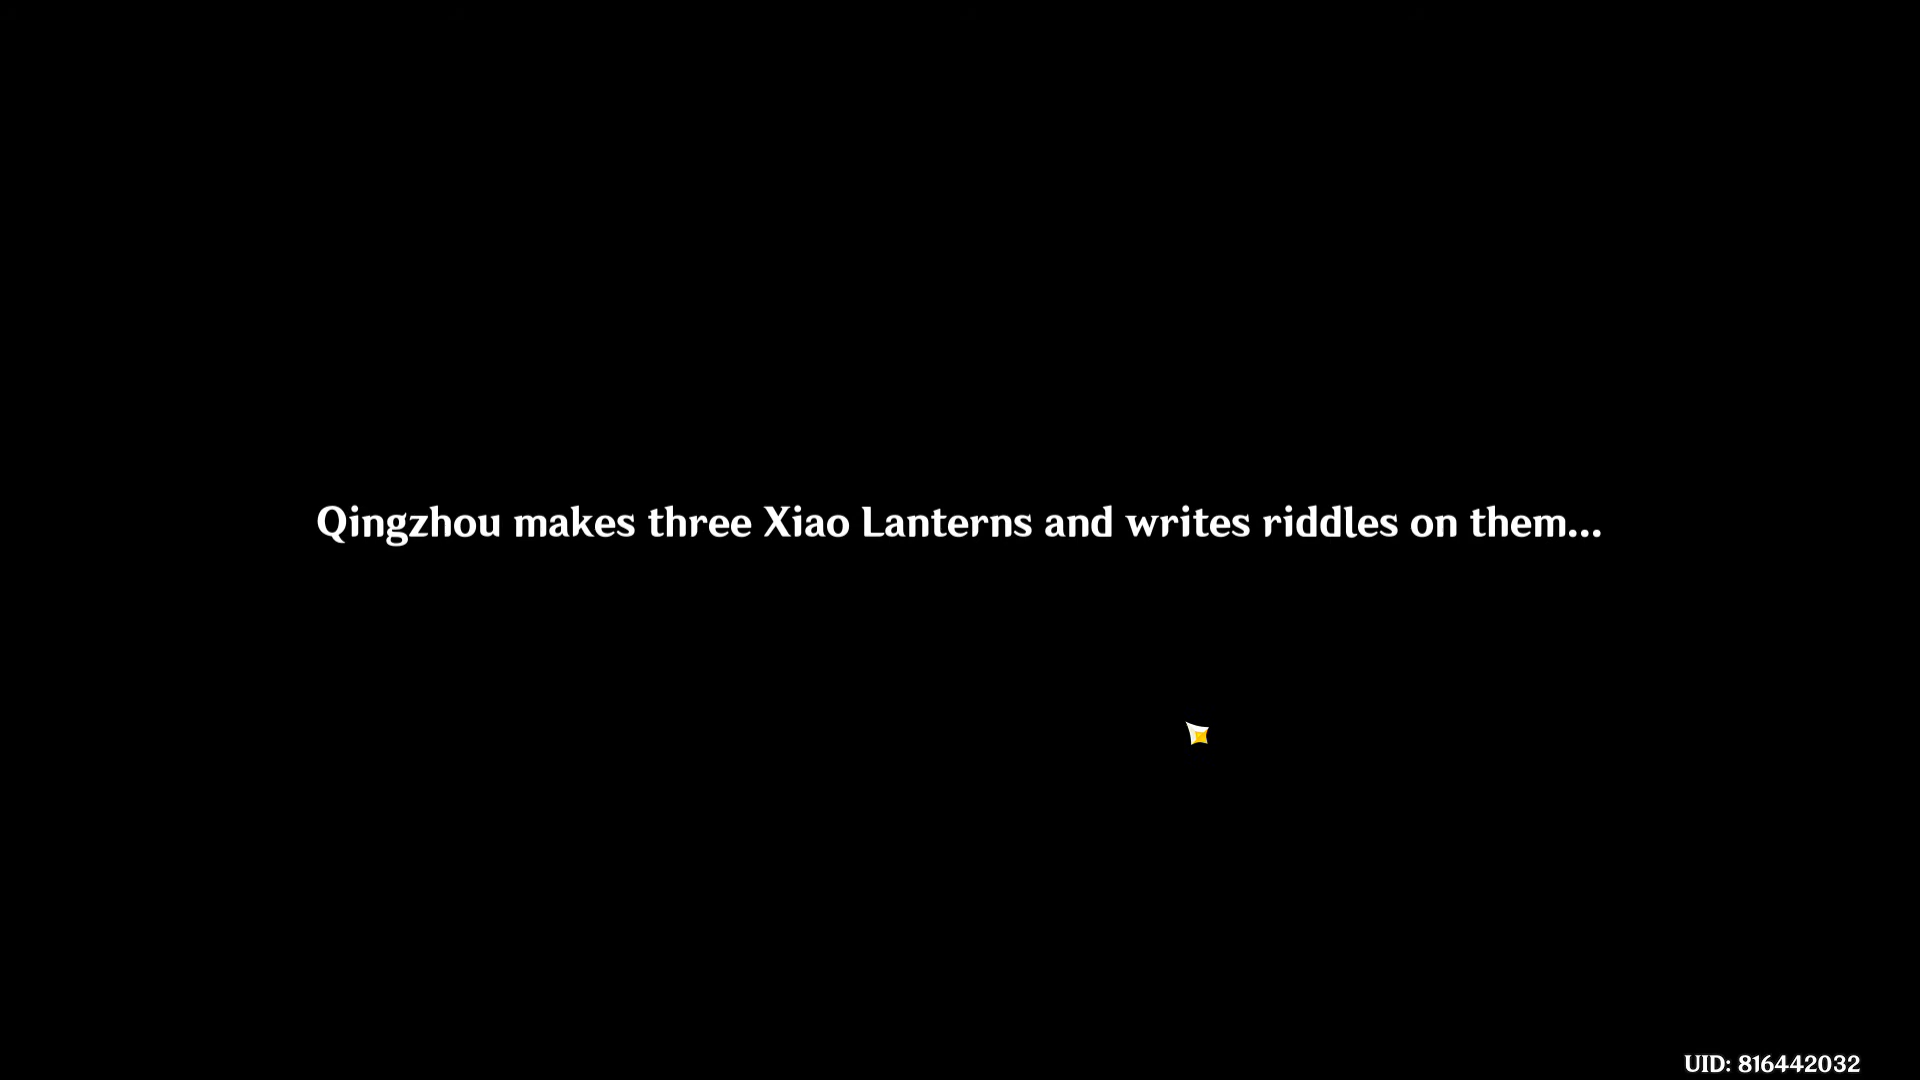 Qingzhou makes three Xiao Lanterns and writes riddles on them...
UID: 816442032